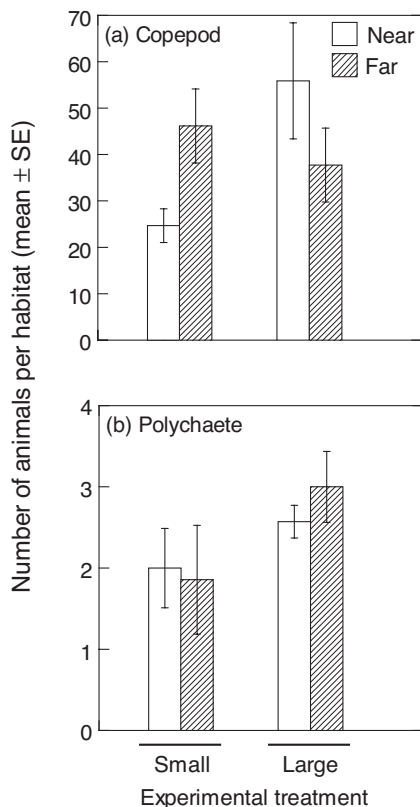 (a) Copepod
Near
Far
70
60
50
40
30
20
10
0
(b) Polychaete
4
3
2
1
0
Number of animals per habitat (mean ± SE)
Small
Large
Experimental treatment